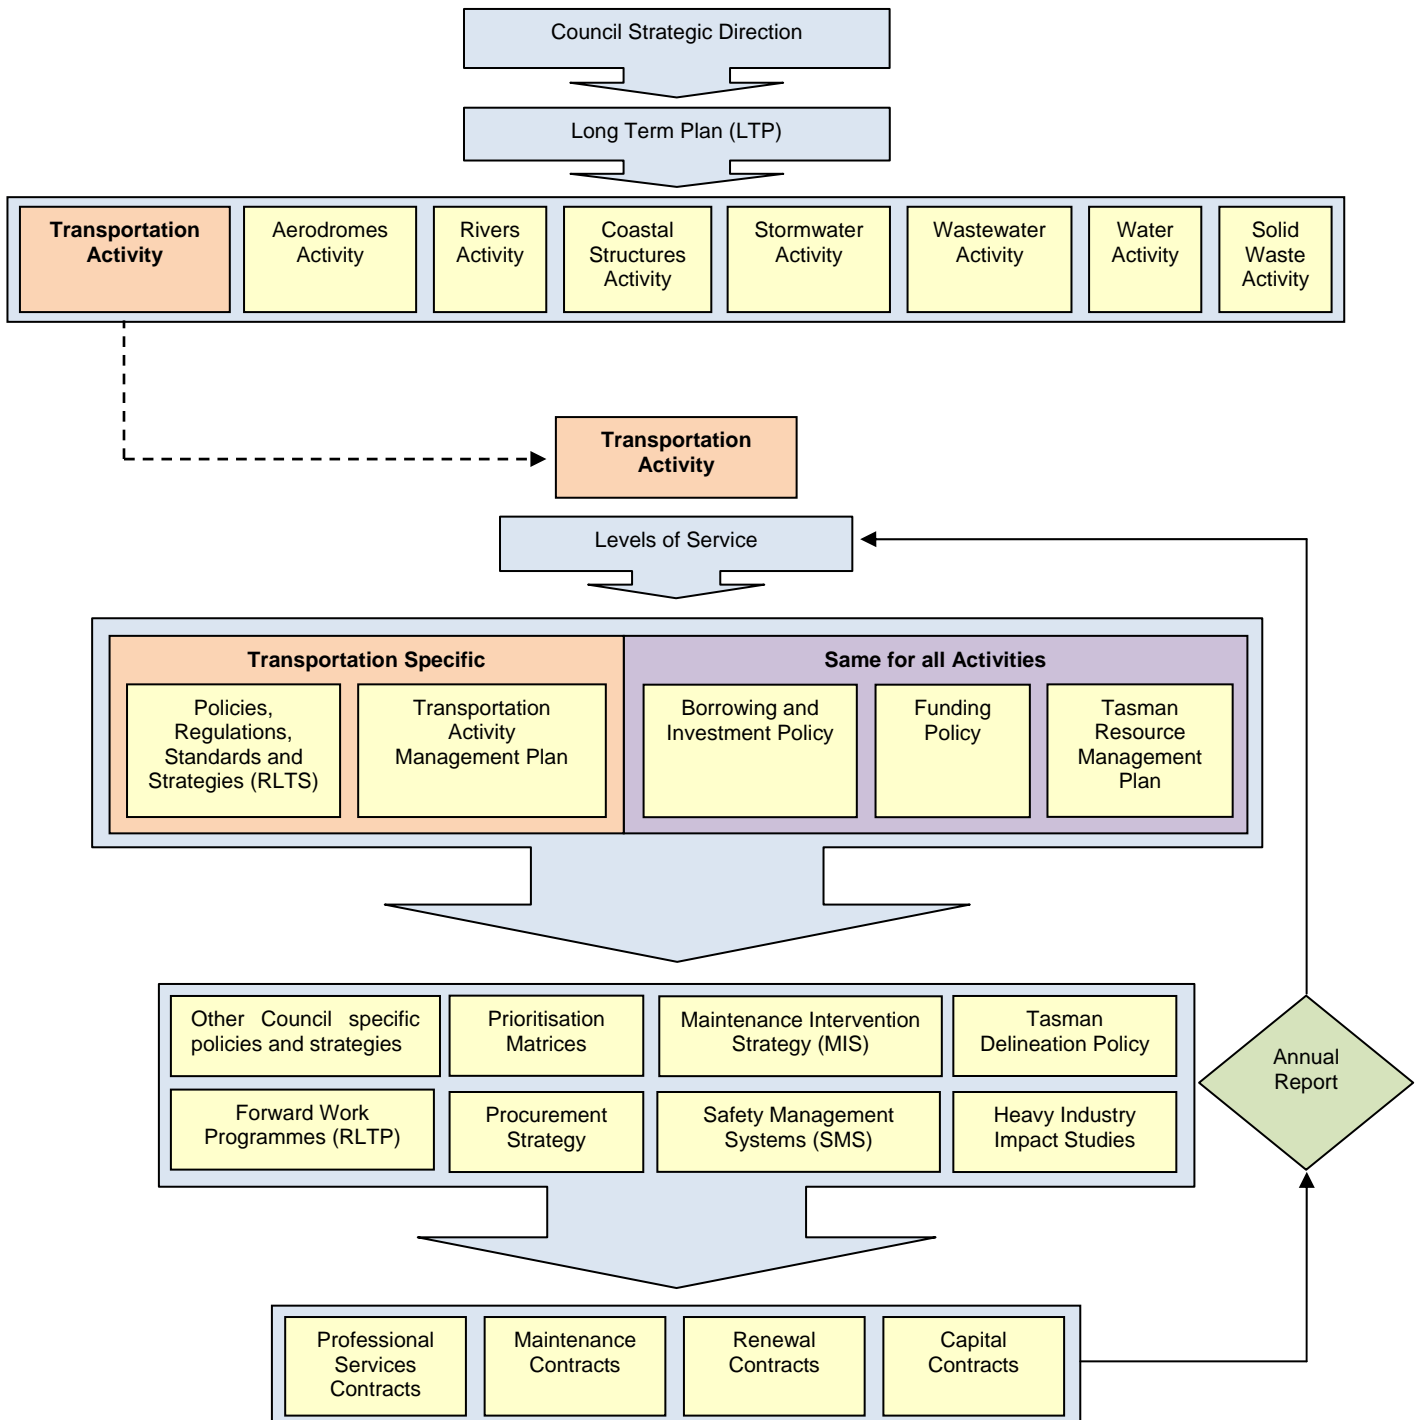 Council Strategic Direction
Long Term Plan (LTP)
Transportation
Activity
Aerodromes
Activity
Rivers
Activity
Coastal
Structures
Activity
Stormwater
Activity
Wastewater
Activity
Water
Activity
Solid
Waste
Activity
Transportation
Activity
Levels of Service
Transportation Specific
Same for all Activities
Policies,
Regulations,
Standards and
Strategies (RLTS)
Transportation
Activity
Management Plan
Borrowing and
Investment Policy
Funding
Policy
Tasman
Resource
Management
Plan
Other Council specific
policies and strategies
Prioritisation
Matrices
Maintenance Intervention
Strategy (MIS)
Tasman
Delineation Policy
Annual
Report
Forward Work
Programmes (RLTP)
Procurement
Strategy
Safety Management
Systems (SMS)
Heavy Industry
Impact Studies
Professional
Services
Contracts
Maintenance
Contracts
Renewal
Contracts
Capital
Contracts